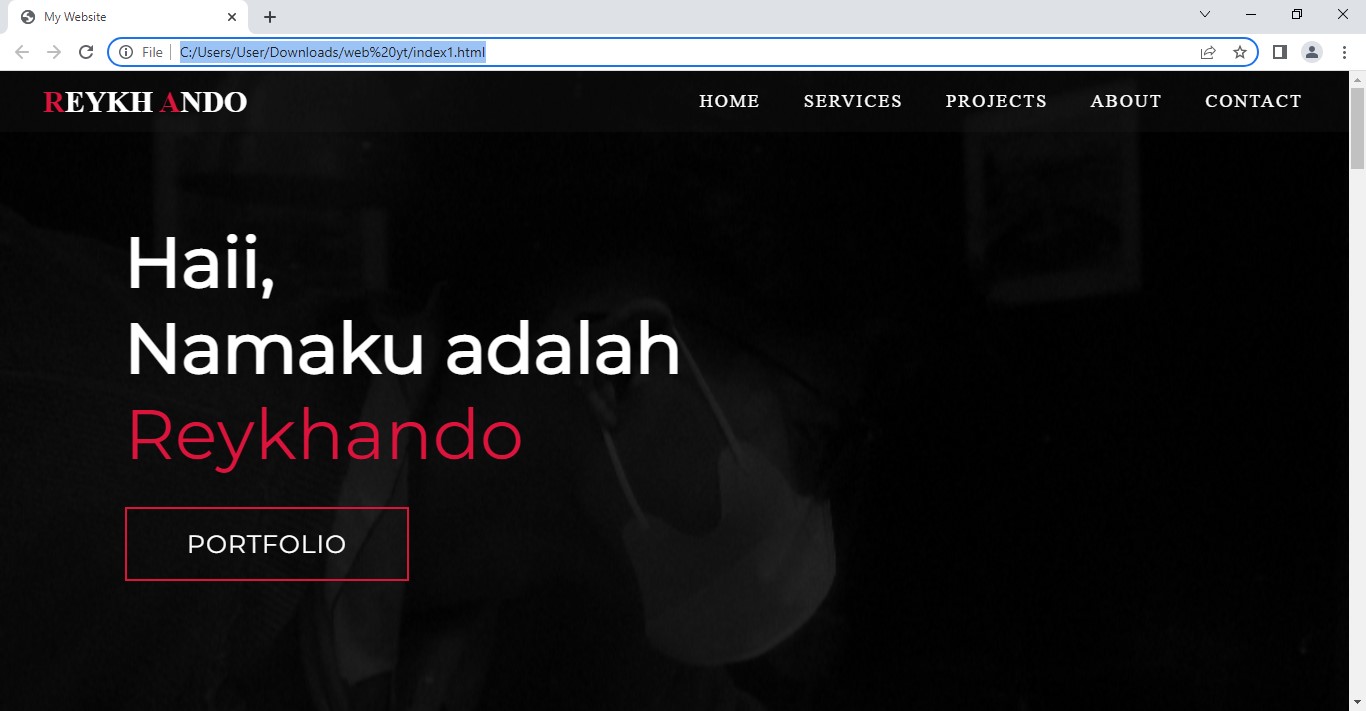 My Website
File C:/Users/User/Downloads/web%20yt/index1.html
REYKH ANDO HOME SERVICES PROJECTS ABOUT CONTACT
Haii,
Namaku adalah
Reykhando
PORTFOLIO